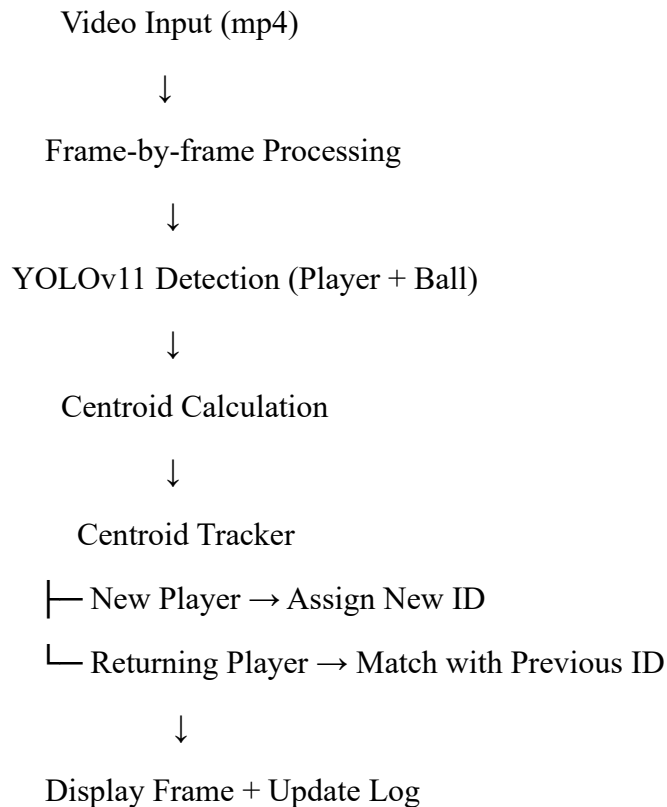 Video Input (mp4)
↓
Frame-by-frame Processing
↓
YOLOv11 Detection (Player + Ball)
↓
Centroid Calculation
↓
Centroid Tracker
├─ New Player → Assign New ID
└─ Returning Player → Match with Previous ID
↓
Display Frame + Update Log